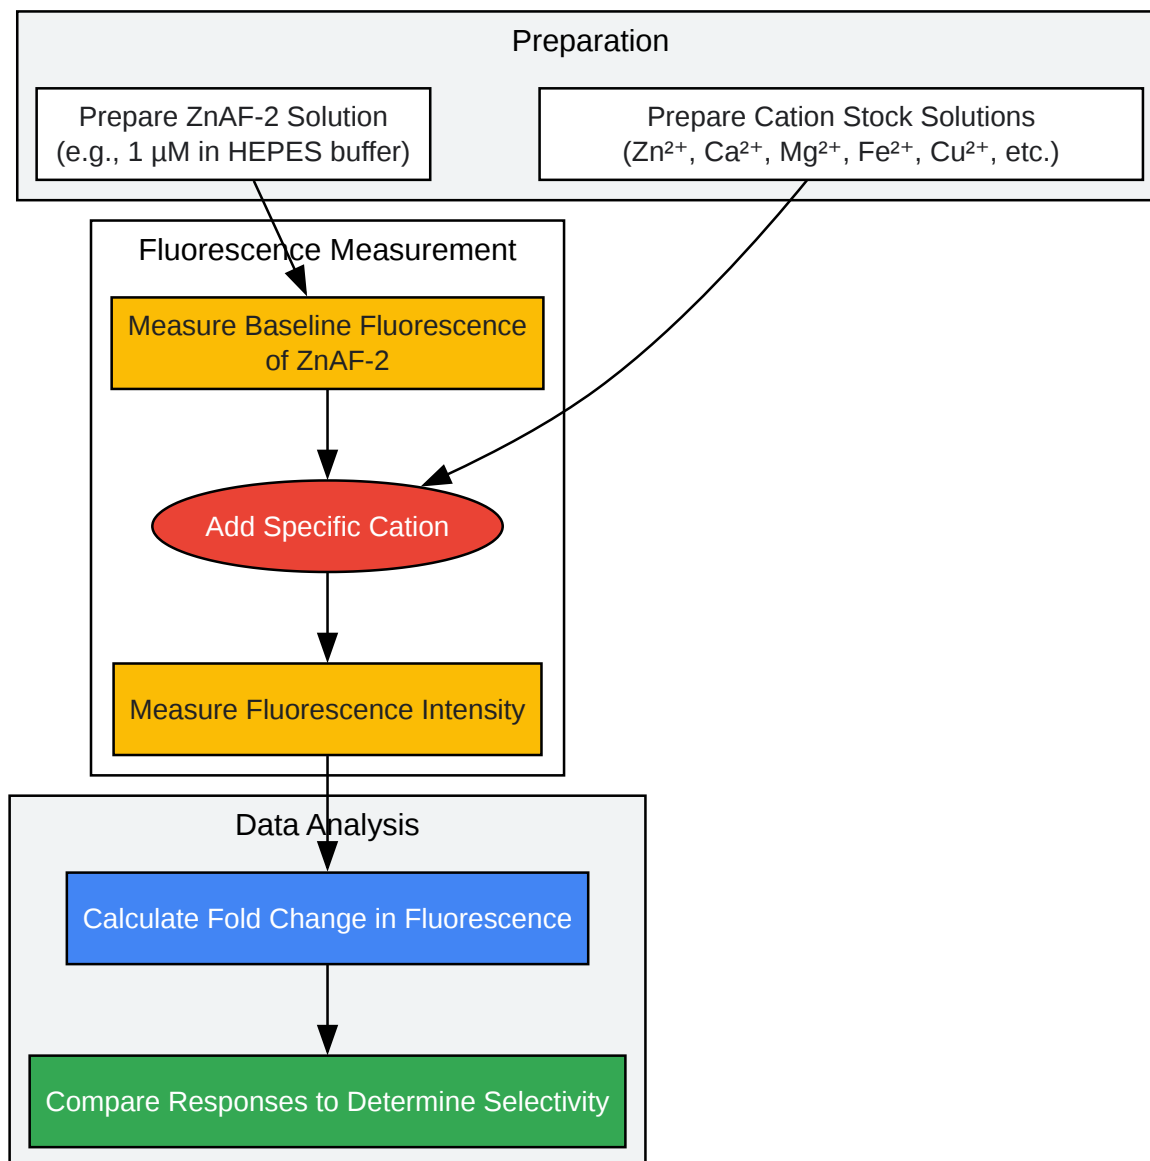 Preparation
Prepare ZnAF-2 Solution
(e.g., 1 µM in HEPES buffer)
Prepare Cation Stock Solutions
(Zn²⁺, Ca²⁺, Mg²⁺, Fe²⁺, Cu²⁺, etc.)
Fluorescence Measurement
Measure Baseline Fluorescence
of ZnAF-2
Add Specific Cation
Measure Fluorescence Intensity
Data Analysis
Calculate Fold Change in Fluorescence
Compare Responses to Determine Selectivity